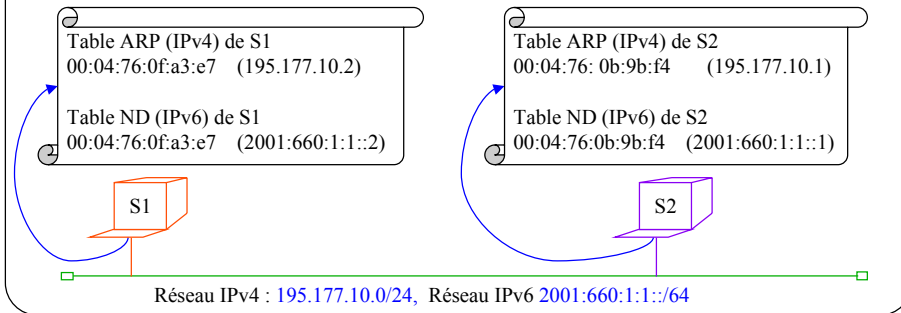 Table ARP (IPv4) de S1
00:04:76:0f:a3:e7 (195.177.10.2)
Table ND (IPv6) de S1
00:04:76:0f:a3:e7 (2001:660:1:1::2)
Table ARP (IPv4) de S2
00:04:76: 0b:9b:f4 (195.177.10.1)
Table ND (IPv6) de S2
00:04:76:0b:9b:f4 (2001:660:1:1::1)
S1
S2
Réseau IPv4 : 195.177.10.0/24, Réseau IPv6 2001:660:1:1::/64